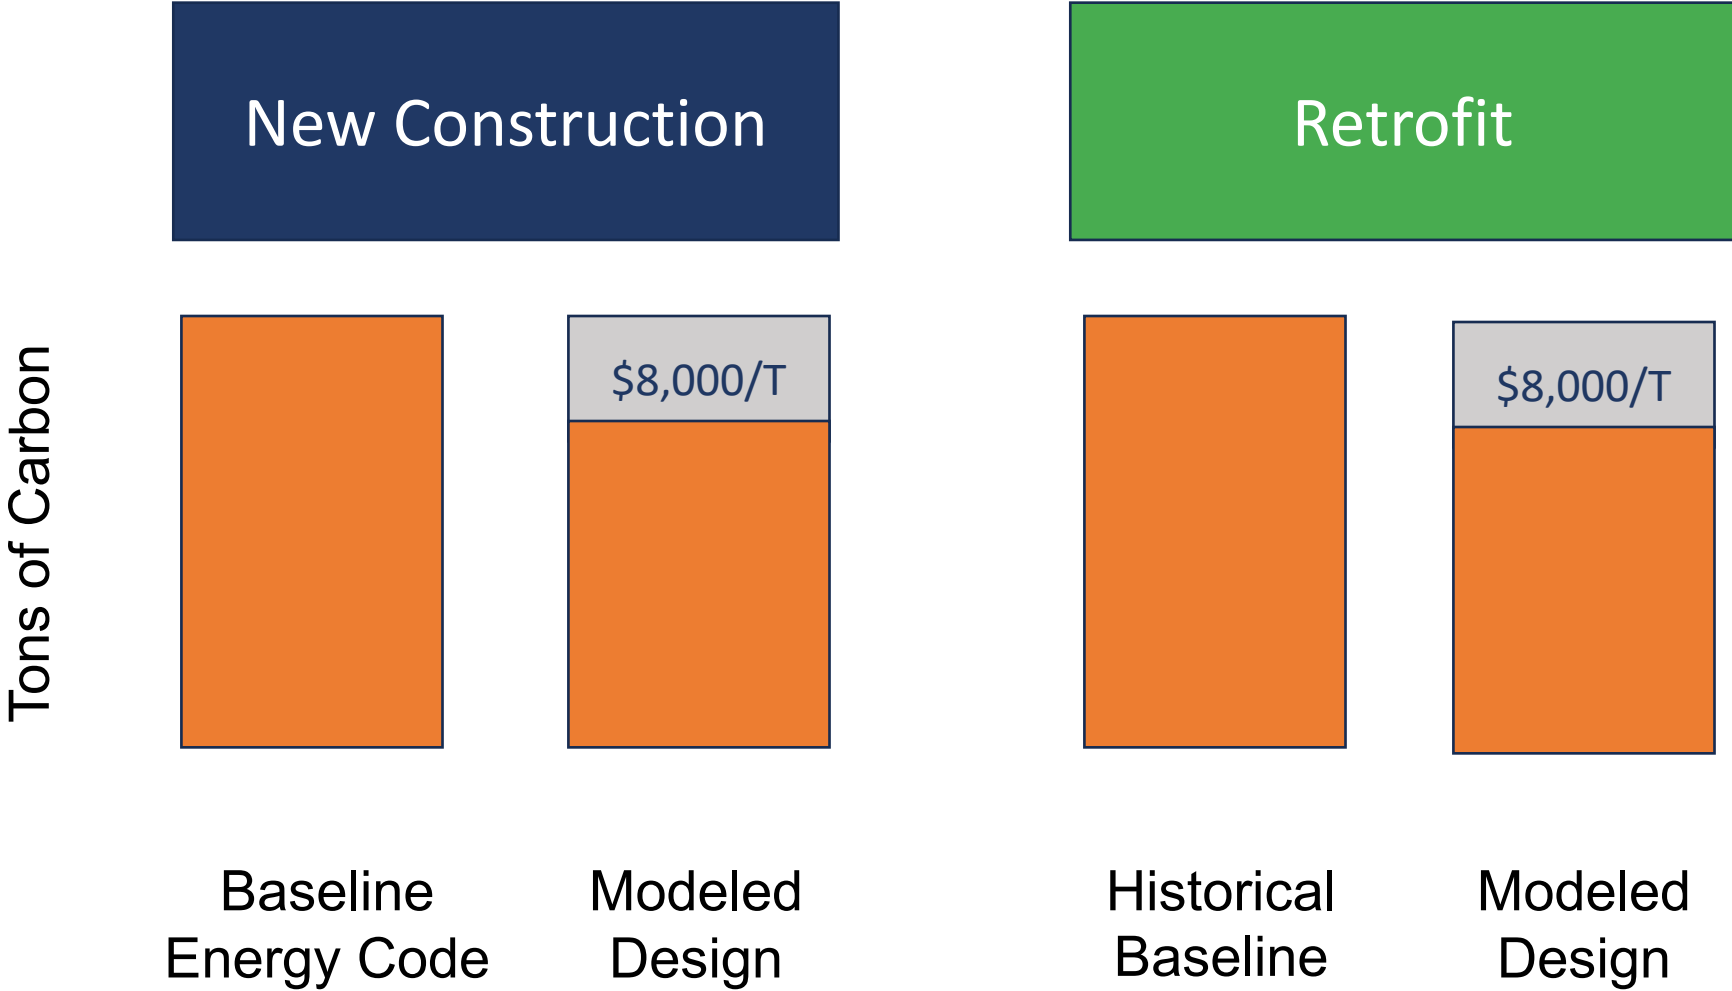 New Construction
Retrofit
Tons of Carbon
$8,000/T
$8,000/T
Baseline
Energy Code
Modeled
Design
Historical
Baseline
Modeled
Design